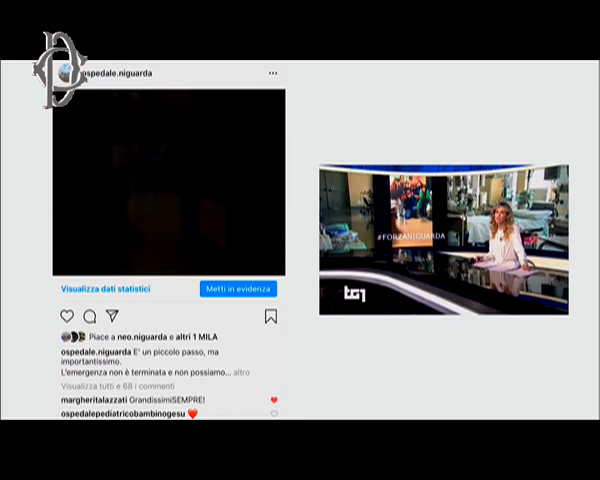 ospedale.niguarda
Visualizza dati statistici
Metti in evidenza
Piace a neo.niguarda e altri 1 MILA
ospedale.niguarda E' un piccolo passo, ma
importantissimo.
L'emergenza non è terminata e non possiamo... altro
Visualizza tutti e 68 i commenti
margheritalazzati GrandissimiSEMPRE!
ospedalepediatricobambinogesu ❤️
#FORZANIGUARDA
tg1